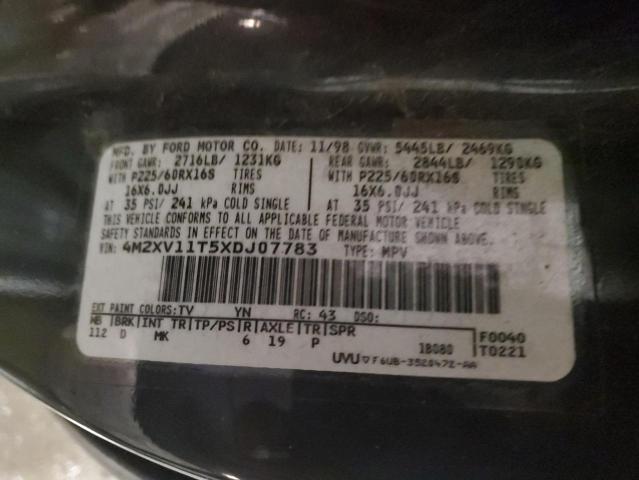 MFD. BY FORD MOTOR CO. DATE: 11/98 GVWR: 5445LB/ 2469KG
FRONT GAWR: 2716LB/ 1231KG REAR GAWR: 2844LB/ 1290KG
WITH P225/60RX16S TIRES WITH P225/60RX16S TIRES
16X6.0JJ RIMS 16X6.0JJ RIMS
AT 35 PSI/ 241 kPa COLD SINGLE AT 35 PSI/ 241 kPa COLD SINGLE
THIS VEHICLE CONFORMS TO ALL APPLICABLE FEDERAL MOTOR VEHICLE
SAFETY STANDARDS IN EFFECT ON THE DATE OF MANUFACTURE SHOWN ABOVE.
VIN: 4M2XV11T5XDJ07783 TYPE: MPV
EXT PAINT COLORS: TV YN RC: 43 DSO:
WB |BRK|INT TR|TP/PS|R|AXLE|TR|SPR F0040
112 D MK 6 19 P 1B080 T0221
UVU ▽ F6UB-3520472-AA